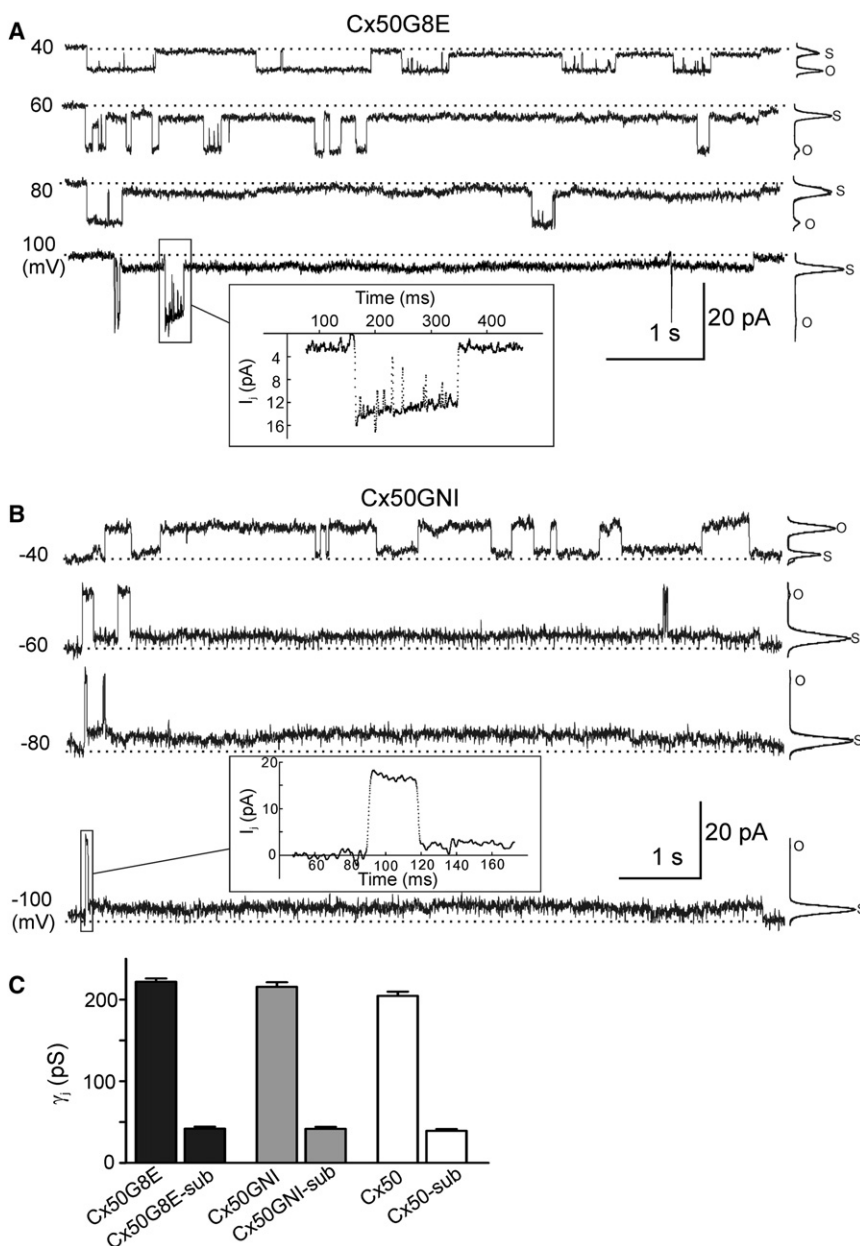 A
Cx50G8E
40
S
O
60
S
O
80
S
O
100
(mV)
S
O
Time (ms)
100 200 300 400
4
8
12
16
Ij (pA)
1 s
20 pA
B
Cx50GNI
-40
O
S
-60
O
S
-80
O
S
-100
(mV)
O
S
20
10
0
Ij (pA)
60 80 100 120 140 160
Time (ms)
1 s
20 pA
C
γj (pS)
200
100
0
Cx50G8E
Cx50G8E-sub
Cx50GNI
Cx50GNI-sub
Cx50
Cx50-sub